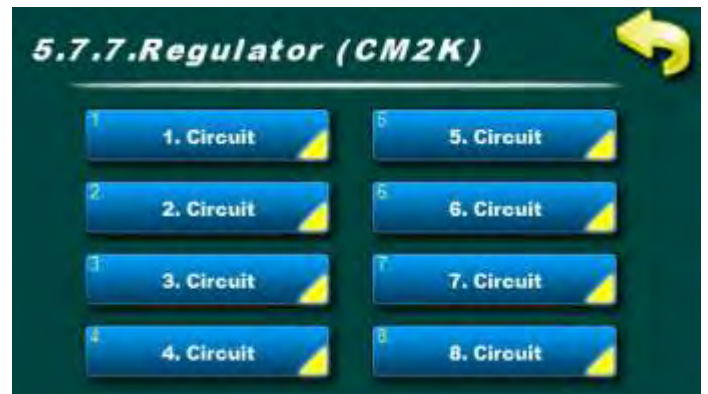 5.7.7.Regulator (CM2K)
1
1. Circuit
2
2. Circuit
3
3. Circuit
4
4. Circuit
5
5. Circuit
6
6. Circuit
7
7. Circuit
8
8. Circuit